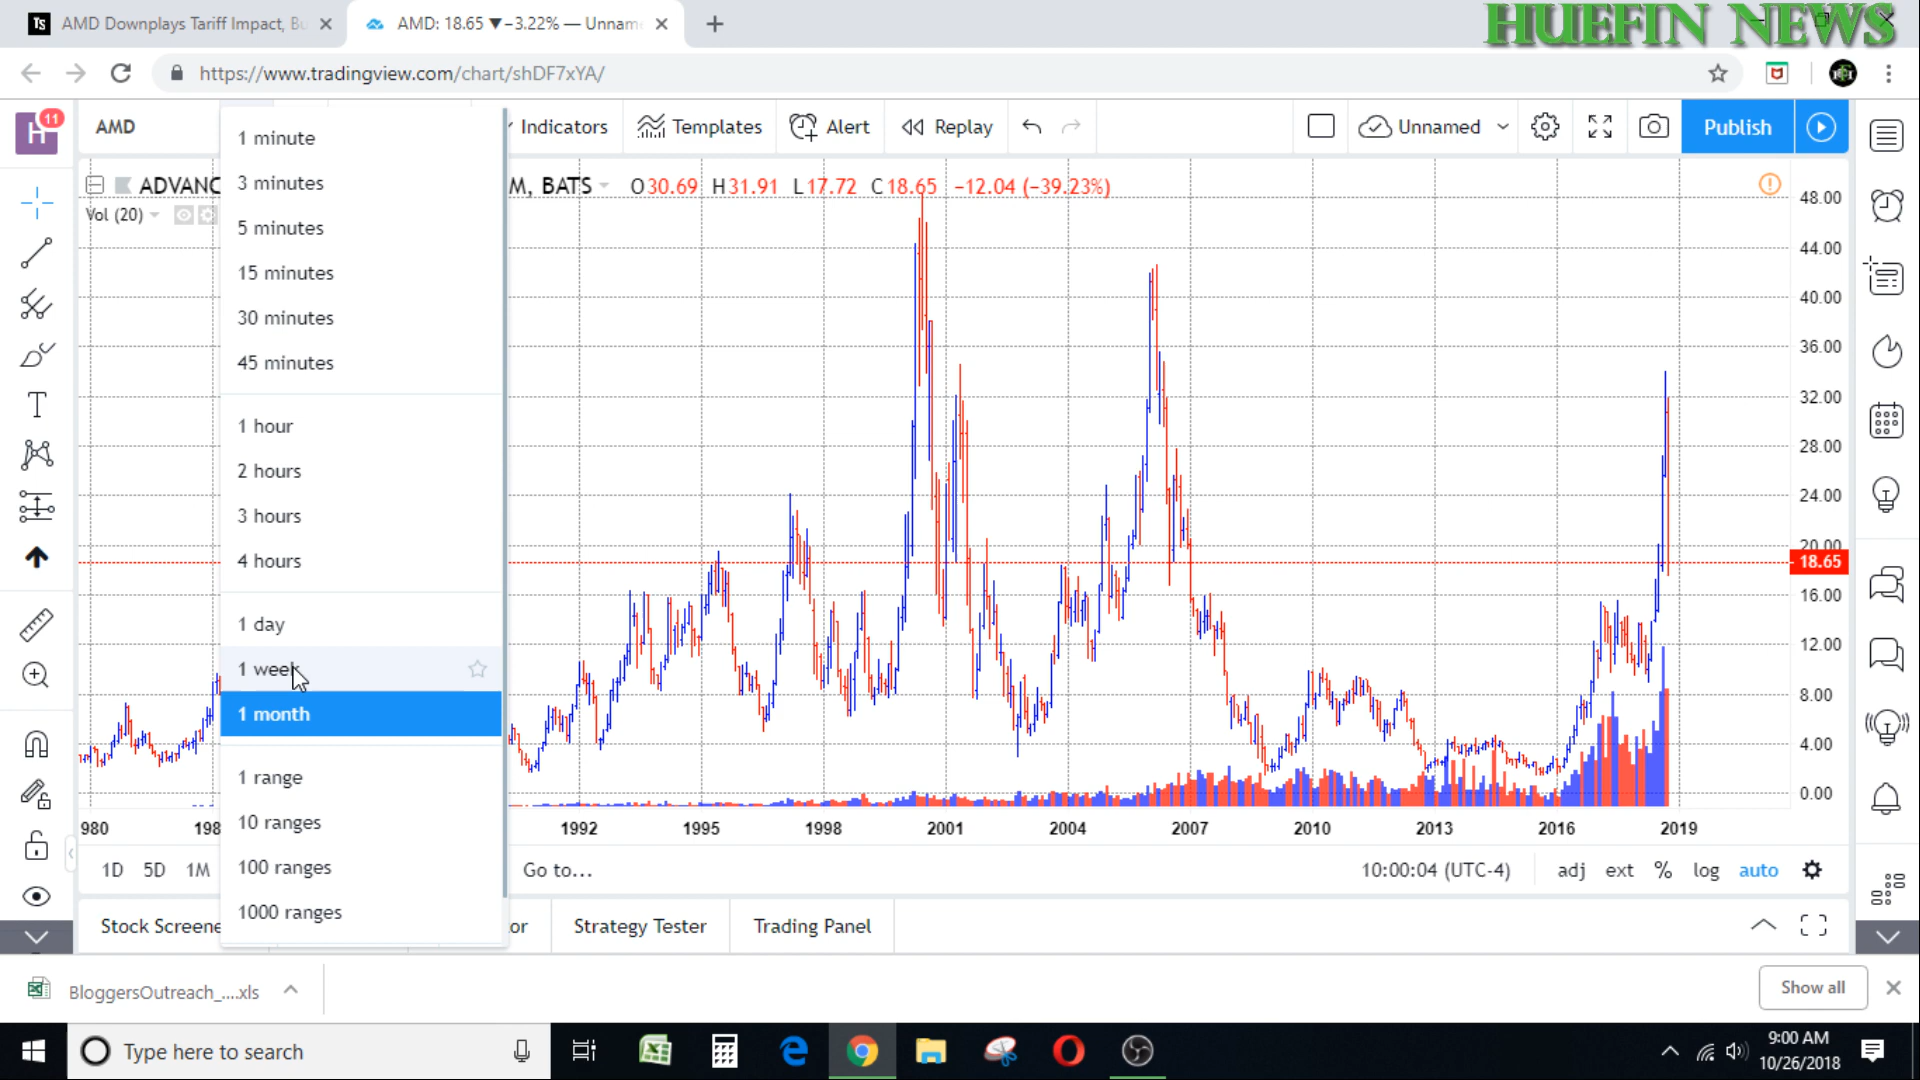 AMD Downplays Tariff Impact, Bu
AMD: 18.65 ▼−3.22% — Unnam
HUEFIN NEWS
https://www.tradingview.com/chart/shDF7xYA/
H
11
AMD
Indicators
Templates
Alert
Replay
Unnamed
Publish
ADVANC
M, BATS
O30.69 H31.91 L17.72 C18.65 −12.04 (−39.23%)
Vol (20)
1 minute
3 minutes
5 minutes
15 minutes
30 minutes
45 minutes
1 hour
2 hours
3 hours
4 hours
1 day
1 week
1 month
1 range
10 ranges
100 ranges
1000 ranges
48.00
44.00
40.00
36.00
32.00
28.00
24.00
20.00
18.65
16.00
12.00
8.00
4.00
0.00
980
198
1992
1995
1998
2001
2004
2007
2010
2013
2016
2019
1D 5D 1M
Go to...
10:00:04 (UTC-4)
adj ext % log auto
Stock Screene
or
Strategy Tester
Trading Panel
BloggersOutreach_....xls
Show all
Type here to search
9:00 AM
10/26/2018